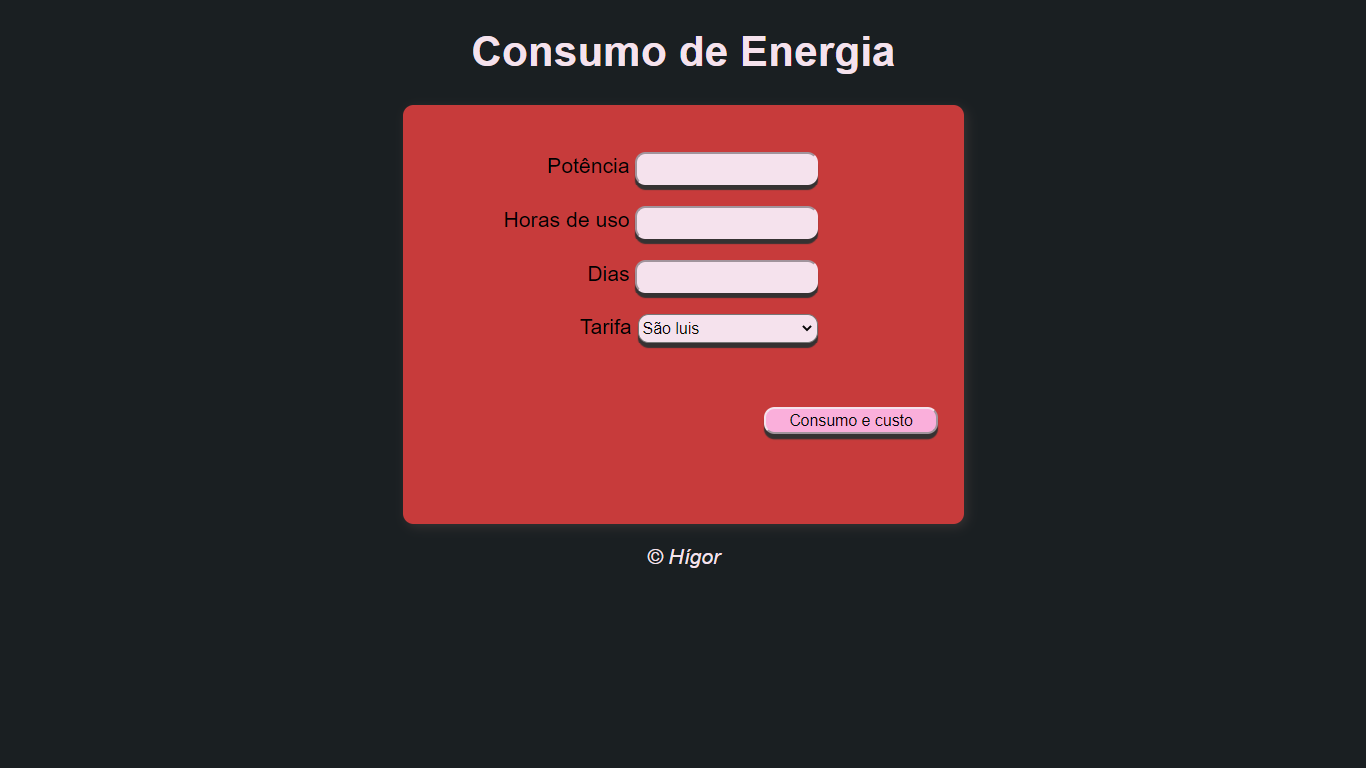 Consumo de Energia
Potência
Horas de uso
Dias
Tarifa São luis
Consumo e custo
© Hígor